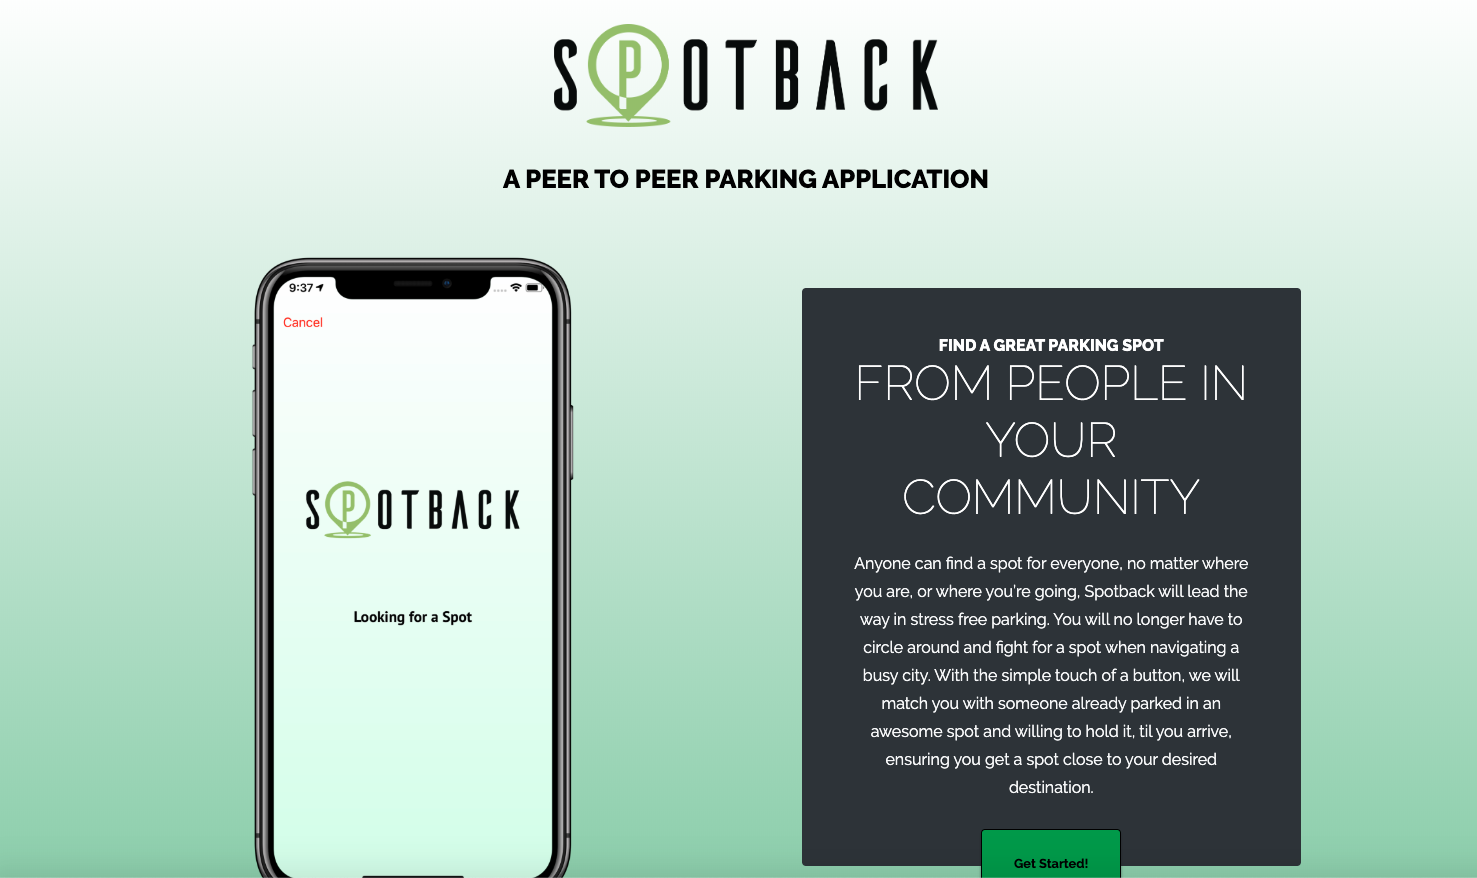 SPOTBACK
A PEER TO PEER PARKING APPLICATION
9:37
Cancel
SPOTBACK
Looking for a Spot
FIND A GREAT PARKING SPOT
FROM PEOPLE IN
YOUR
COMMUNITY
Anyone can find a spot for everyone, no matter where
you are, or where you're going, Spotback will lead the
way in stress free parking. You will no longer have to
circle around and fight for a spot when navigating a
busy city. With the simple touch of a button, we will
match you with someone already parked in an
awesome spot and willing to hold it, til you arrive,
ensuring you get a spot close to your desired
destination.
Get Started!